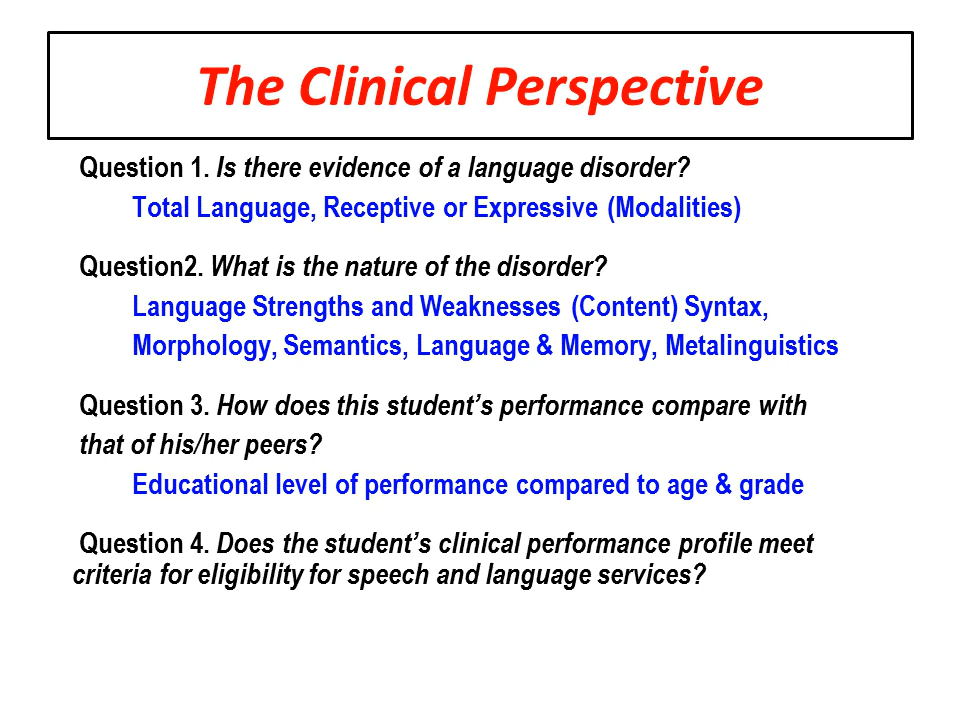 The Clinical Perspective
Question 1. Is there evidence of a language disorder?
Total Language, Receptive or Expressive (Modalities)
Question2. What is the nature of the disorder?
Language Strengths and Weaknesses (Content) Syntax,
Morphology, Semantics, Language & Memory, Metalinguistics
Question 3. How does this student’s performance compare with
that of his/her peers?
Educational level of performance compared to age & grade
Question 4. Does the student’s clinical performance profile meet
criteria for eligibility for speech and language services?